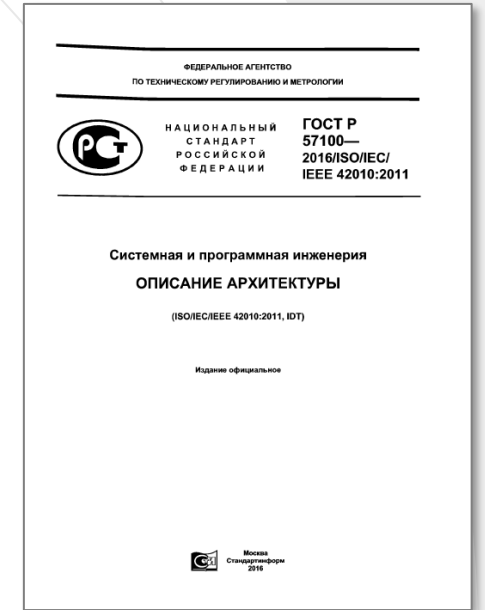 ФЕДЕРАЛЬНОЕ АГЕНТСТВО
ПО ТЕХНИЧЕСКОМУ РЕГУЛИРОВАНИЮ И МЕТРОЛОГИИ
НАЦИОНАЛЬНЫЙ
СТАНДАРТ
РОССИЙСКОЙ
ФЕДЕРАЦИИ
ГОСТ Р
57100—
2016/ISO/IEC/
IEEE 42010:2011
Системная и программная инженерия
ОПИСАНИЕ АРХИТЕКТУРЫ
(ISO/IEC/IEEE 42010:2011, IDT)
Издание официальное
Москва
Стандартинформ
2016